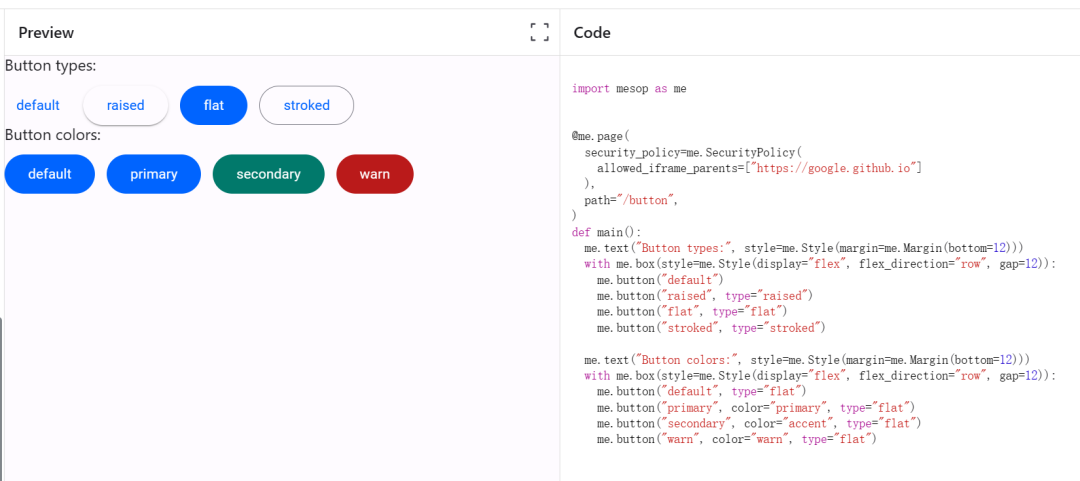 Preview
Button types:
default raised flat stroked
Button colors:
default primary secondary warn
Code
import mesop as me
@me.page(
  security_policy=me.SecurityPolicy(
    allowed_iframe_parents=["https://google.github.io"]
  ),
  path="/button",
)
def main():
  me.text("Button types:", style=me.Style(margin=me.Margin(bottom=12)))
  with me.box(style=me.Style(display="flex", flex_direction="row", gap=12)):
    me.button("default")
    me.button("raised", type="raised")
    me.button("flat", type="flat")
    me.button("stroked", type="stroked")
  me.text("Button colors:", style=me.Style(margin=me.Margin(bottom=12)))
  with me.box(style=me.Style(display="flex", flex_direction="row", gap=12)):
    me.button("default", type="flat")
    me.button("primary", color="primary", type="flat")
    me.button("secondary", color="accent", type="flat")
    me.button("warn", color="warn", type="flat")